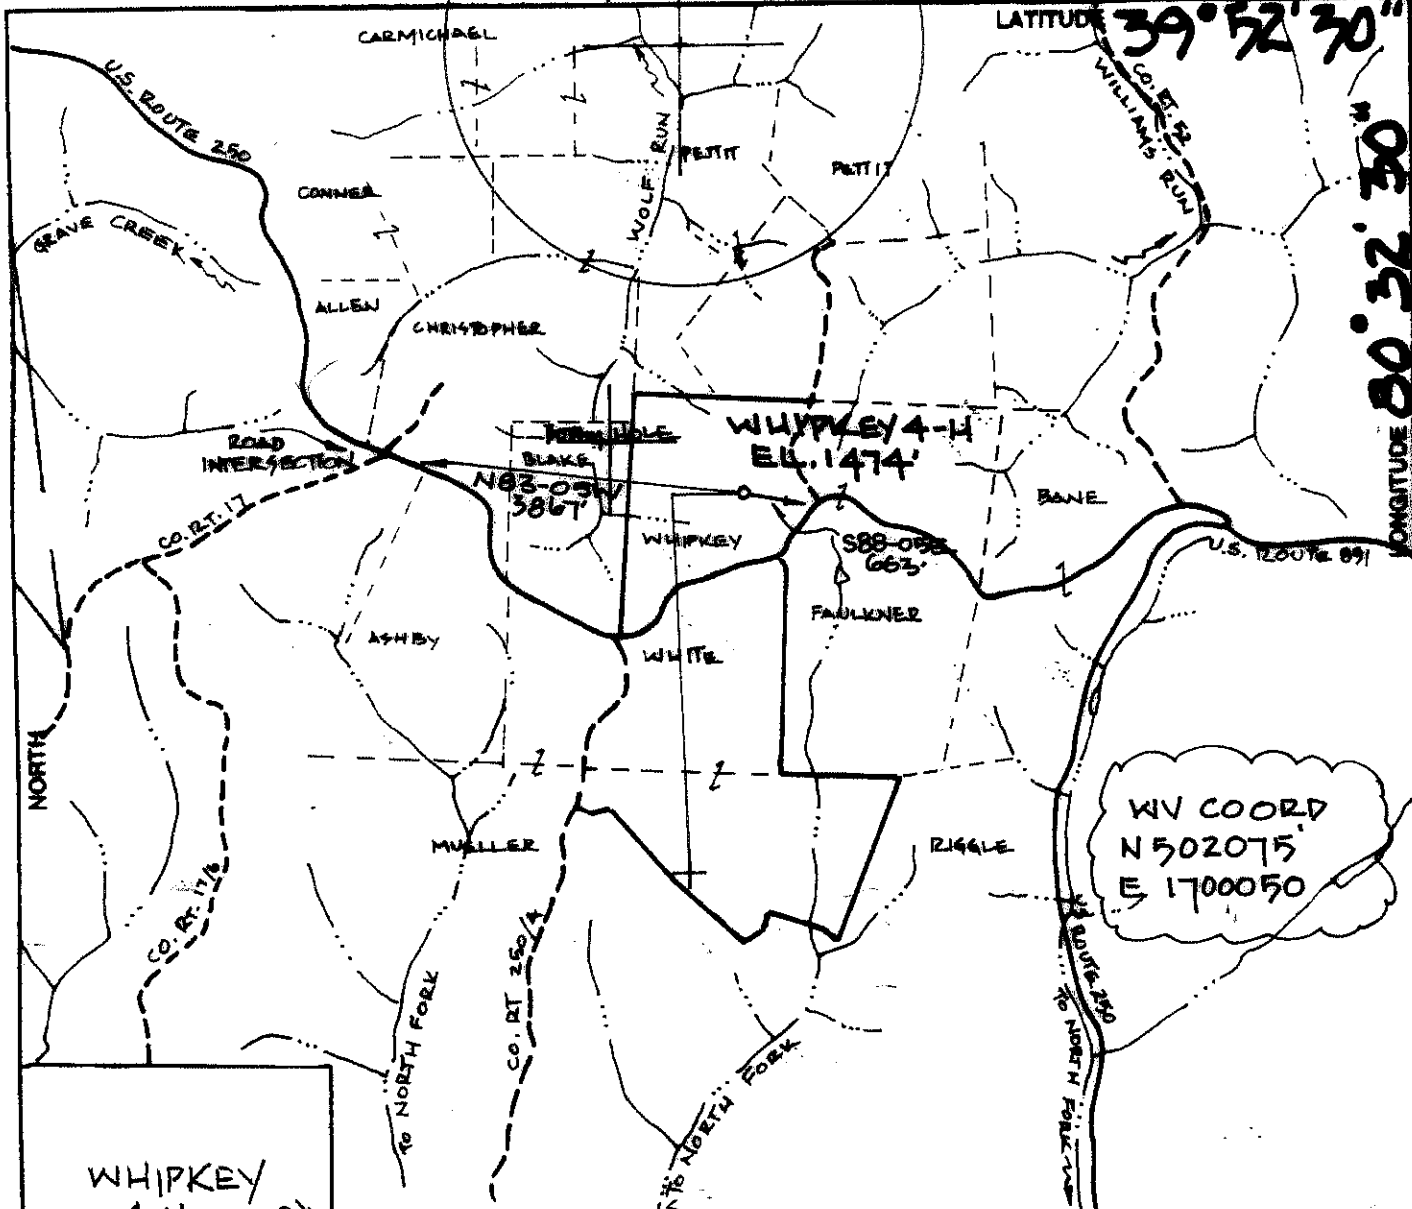 LATITUDE 39°52'30"
CARMICHAEL
U.S. ROUTE 250
CO. RT. 52
WILLIAMS RUN
WOLF RUN
PETTIT
PETTIT
CONNER
GRAVE CREEK
LONGITUDE 80°32'30"
ALLEN
CHRISTOPHER
WHIPKEY 4-H
EL. 1474'
ROAD
INTERSECTION
HOLE
BLAKE
3867'
BANE
CO. RT. 17
WHIPKEY
S88-05E
663'
U.S. ROUTE 891
FAULKNER
ASHBY
WHITE
NORTH
WV COORD
N 502075'
E 1700050
MUELLER
RIGGLE
CO. RT. 17/6
CO. RT 250/4
US ROUTE 250
TO NORTH FORK
TO NORTH FORK
TO NORTH FORK
WHIPKEY